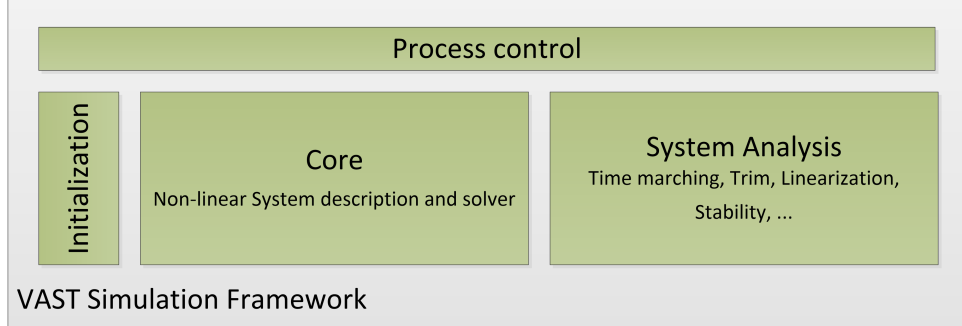 Process control
Initialization
Core
Non-linear System description and solver
System Analysis
Time marching, Trim, Linearization,
Stability, ...
VAST Simulation Framework